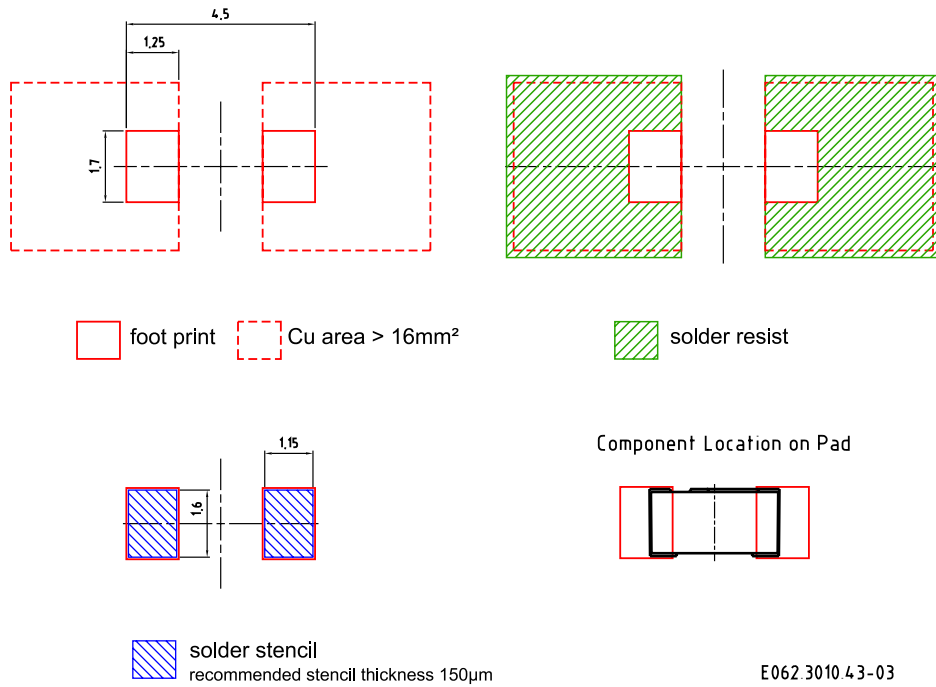 4.5
1.25
1.7
foot print
Cu area > 16mm²
solder resist
1.15
1.6
Component Location on Pad
solder stencil
recommended stencil thickness 150µm
E062.3010.43-03